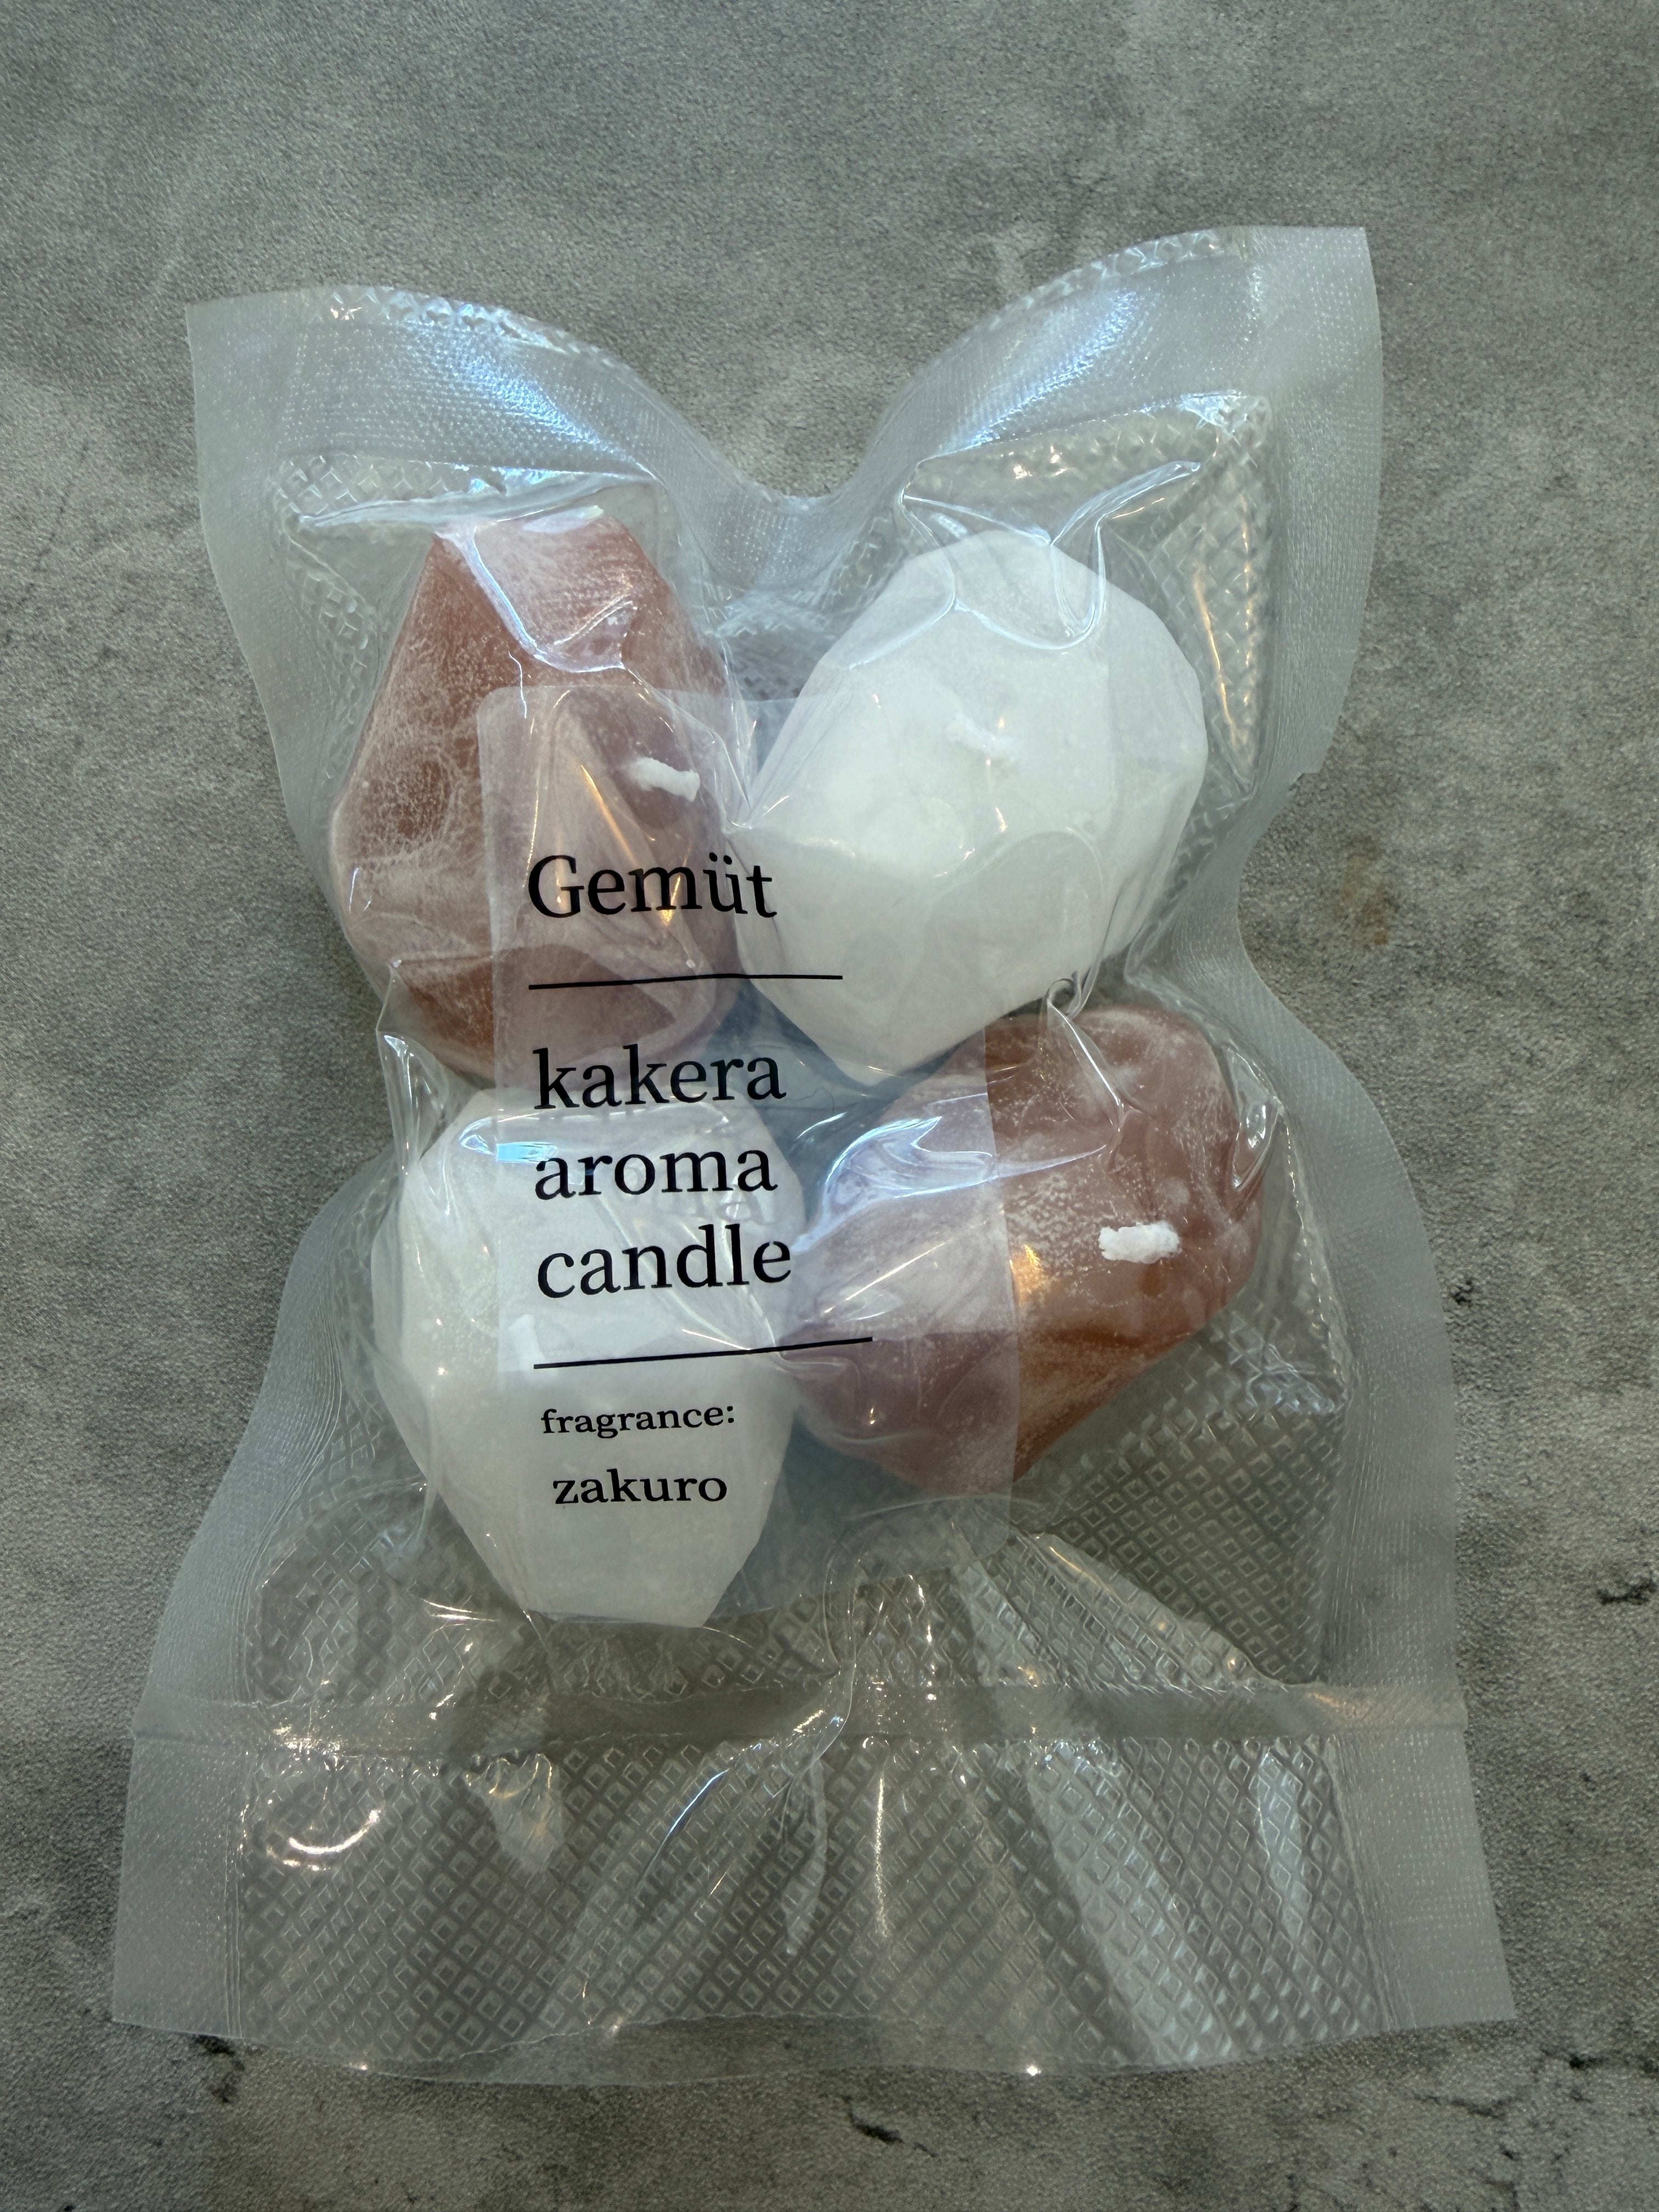 Gemüt
kakera
aroma
candle
fragrance:
zakuro